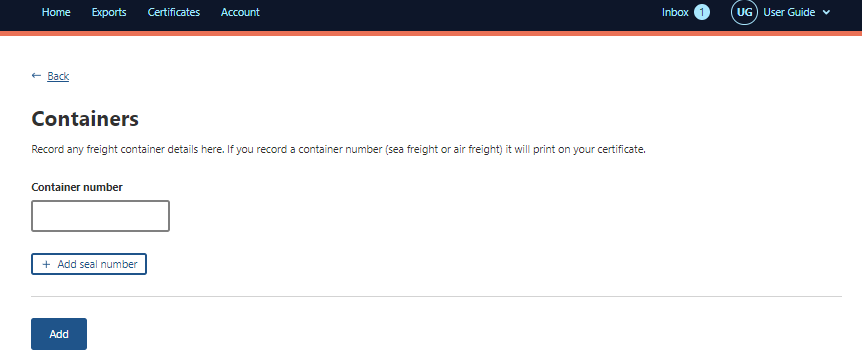 Home Exports Certificates Account Inbox 1 UG User Guide
← Back
Containers
Record any freight container details here. If you record a container number (sea freight or air freight) it will print on your certificate.
Container number
+ Add seal number
Add